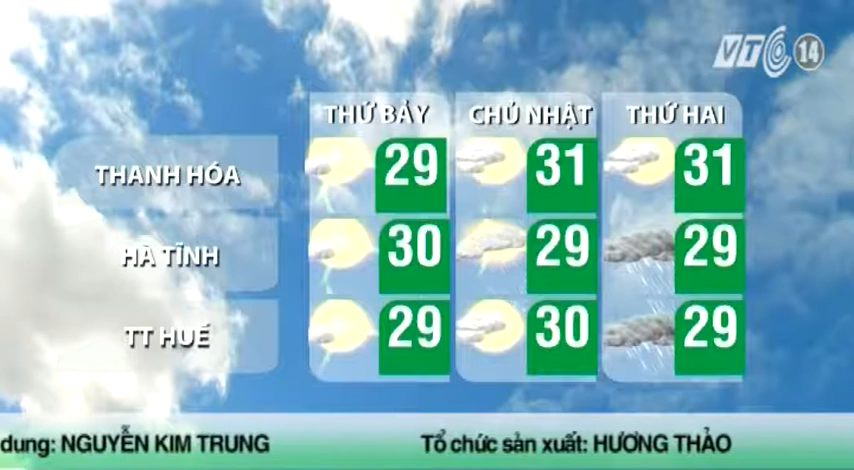 VTC 14
THỨ BẢY CHỦ NHẬT THỨ HAI
THANH HÓA 29 31 31
HÀ TĨNH 30 29 29
TT HUẾ 29 30 29
dung: NGUYỄN KIM TRUNG Tổ chức sản xuất: HƯƠNG THẢO